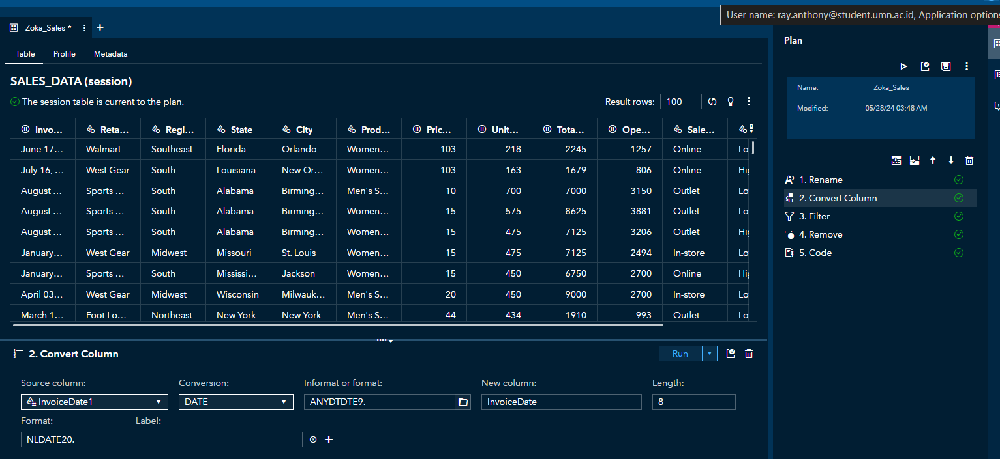 User name: ray.anthony@student.umn.ac.id, Application options
Zoka_Sales *
Table Profile Metadata
SALES_DATA (session)
The session table is current to the plan.
Result rows: 100
Invo... Reta... Regi... State City Prod... Pric... Unit... Tota... Ope... Sale...
June 17... Walmart Southeast Florida Orlando Women... 103 218 2245 1257 Online Lo
July 16, ... West Gear South Louisiana New Or... Women... 103 163 1679 806 Online Hi
August ... Sports ... South Alabama Birming... Men's S... 10 700 7000 3150 Outlet Lo
August ... Sports ... South Alabama Birming... Women... 15 575 8625 3881 Outlet Lo
August ... Sports ... South Alabama Birming... Women... 15 475 7125 3206 Outlet Hi
January... West Gear Midwest Missouri St. Louis Women... 15 475 7125 2494 In-store Lo
January... Sports ... South Mississi... Jackson Women... 15 450 6750 2700 Online Hi
April 03... West Gear Midwest Wisconsin Milwauk... Men's S... 20 450 9000 2700 In-store Lo
March 1... Foot Lo... Northeast New York New York Men's S... 44 434 1910 993 Outlet Lo
2. Convert Column
Run
Source column: Conversion: Informat or format: New column: Length:
InvoiceDate1 DATE ANYDTDTE9. InvoiceDate 8
Format: Label:
NLDATE20.
Plan
Name: Zoka_Sales
Modified: 05/28/24 03:48 AM
1. Rename
2. Convert Column
3. Filter
4. Remove
5. Code